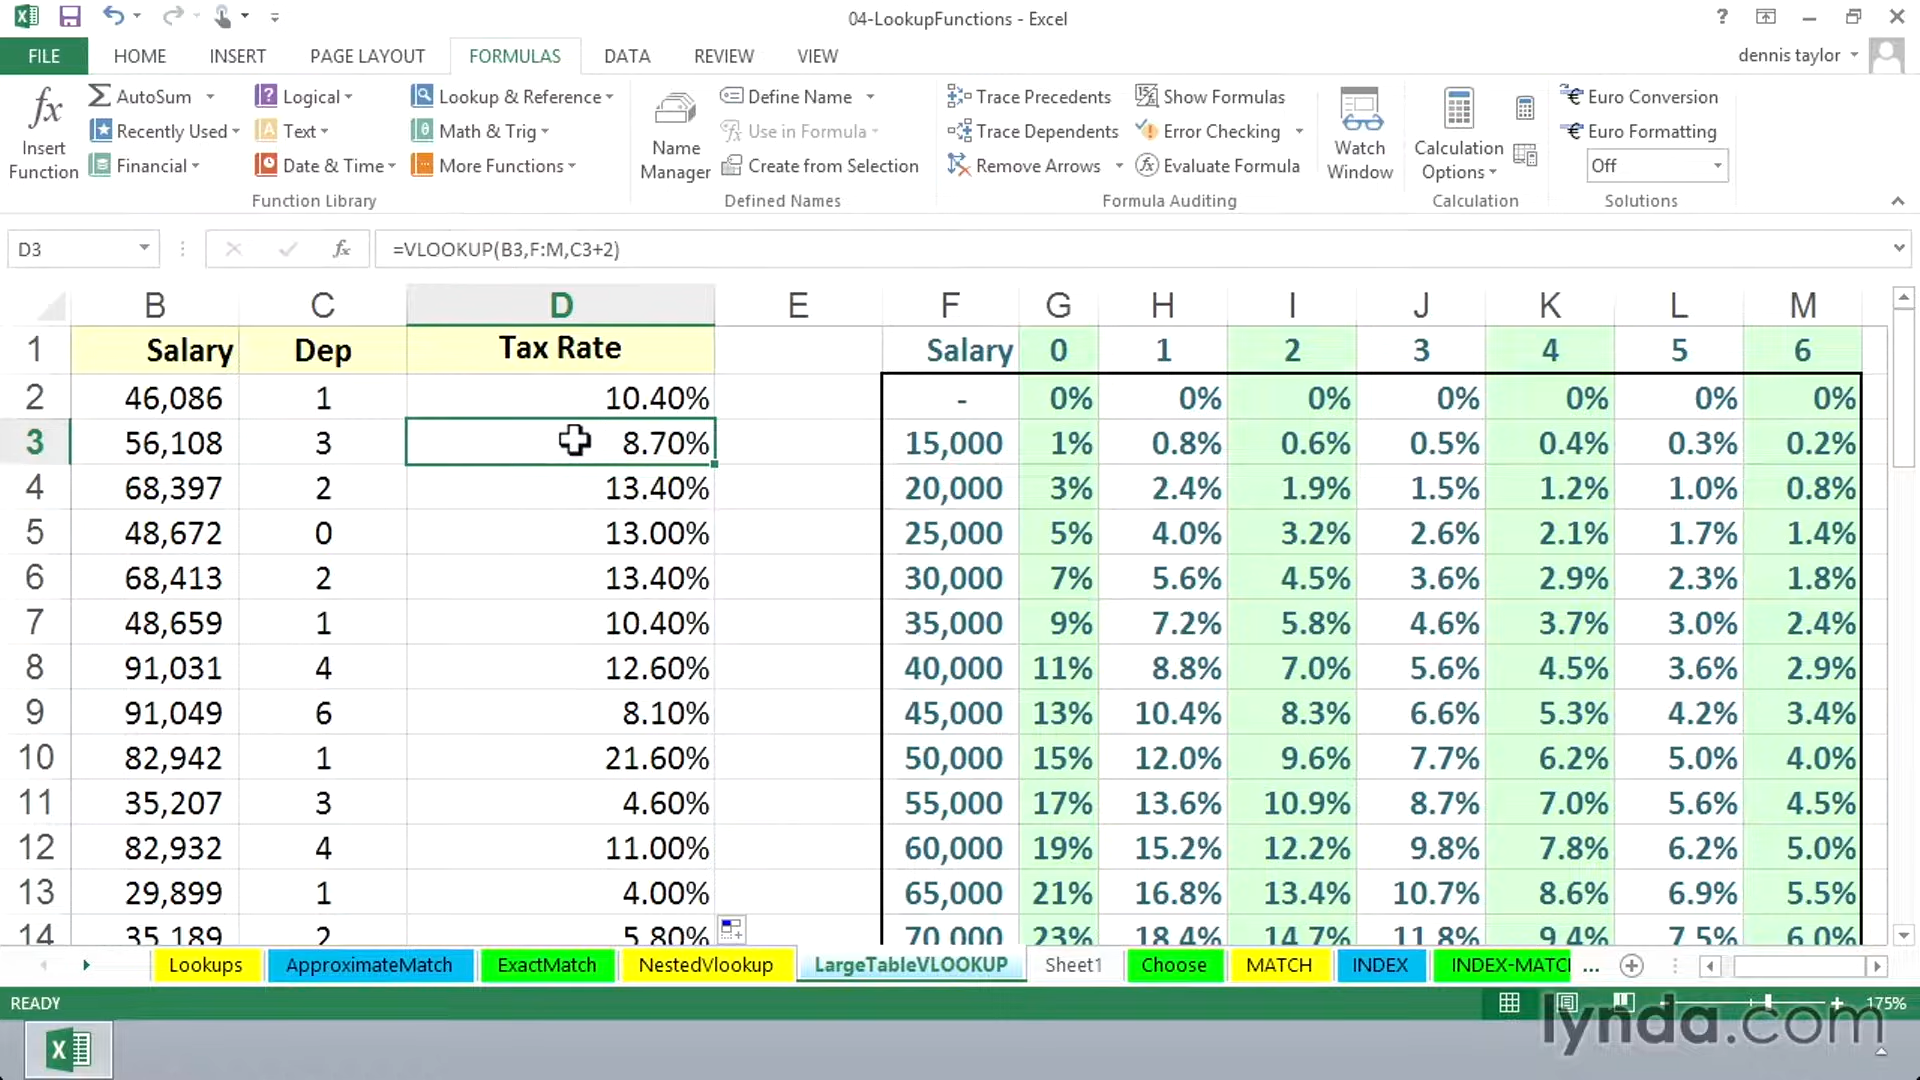 04-LookupFunctions - Excel
?
FILE HOME INSERT PAGE LAYOUT FORMULAS DATA REVIEW VIEW dennis taylor
fx Σ AutoSum ? Logical Lookup & Reference Define Name Trace Precedents Show Formulas Euro Conversion
Recently Used A Text θ Math & Trig Use in Formula Trace Dependents Error Checking Euro Formatting
Insert Function Financial Date & Time More Functions Name Manager Create from Selection Remove Arrows Evaluate Formula Watch Window Calculation Options Off
Function Library Defined Names Formula Auditing Calculation Solutions
D3 fx =VLOOKUP(B3,F:M,C3+2)
B C D E F G H I J K L M
1 Salary Dep Tax Rate Salary 0 1 2 3 4 5 6
2 46,086 1 10.40% - 0% 0% 0% 0% 0% 0% 0%
3 56,108 3 8.70% 15,000 1% 0.8% 0.6% 0.5% 0.4% 0.3% 0.2%
4 68,397 2 13.40% 20,000 3% 2.4% 1.9% 1.5% 1.2% 1.0% 0.8%
5 48,672 0 13.00% 25,000 5% 4.0% 3.2% 2.6% 2.1% 1.7% 1.4%
6 68,413 2 13.40% 30,000 7% 5.6% 4.5% 3.6% 2.9% 2.3% 1.8%
7 48,659 1 10.40% 35,000 9% 7.2% 5.8% 4.6% 3.7% 3.0% 2.4%
8 91,031 4 12.60% 40,000 11% 8.8% 7.0% 5.6% 4.5% 3.6% 2.9%
9 91,049 6 8.10% 45,000 13% 10.4% 8.3% 6.6% 5.3% 4.2% 3.4%
10 82,942 1 21.60% 50,000 15% 12.0% 9.6% 7.7% 6.2% 5.0% 4.0%
11 35,207 3 4.60% 55,000 17% 13.6% 10.9% 8.7% 7.0% 5.6% 4.5%
12 82,932 4 11.00% 60,000 19% 15.2% 12.2% 9.8% 7.8% 6.2% 5.0%
13 29,899 1 4.00% 65,000 21% 16.8% 13.4% 10.7% 8.6% 6.9% 5.5%
14 35,189 2 5.80% 70,000 23% 18.4% 14.7% 11.8% 9.4% 7.5% 6.0%
Lookups ApproximateMatch ExactMatch NestedVlookup LargeTableVLOOKUP Sheet1 Choose MATCH INDEX INDEX-MATC ...
READY 175%
lynda.com